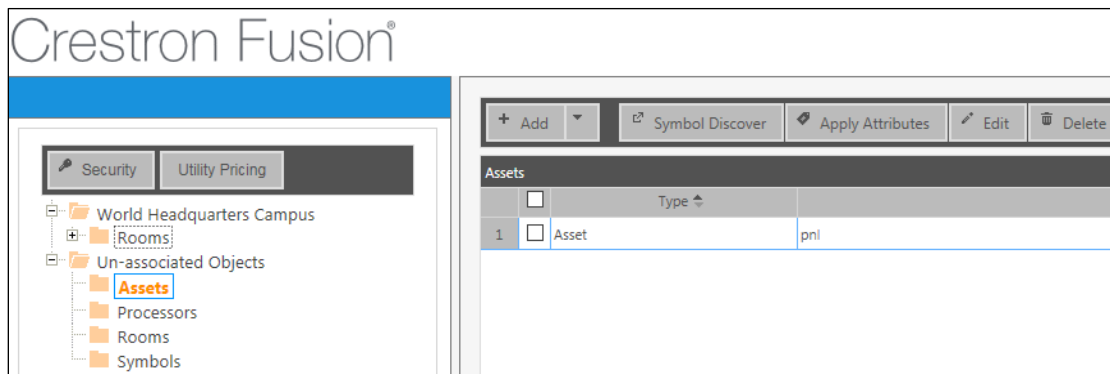 Crestron Fusion®
Security Utility Pricing
World Headquarters Campus
Rooms
Un-associated Objects
Assets
Processors
Rooms
Symbols
+ Add Symbol Discover Apply Attributes Edit Delete
Assets
Type
1 Asset pnl